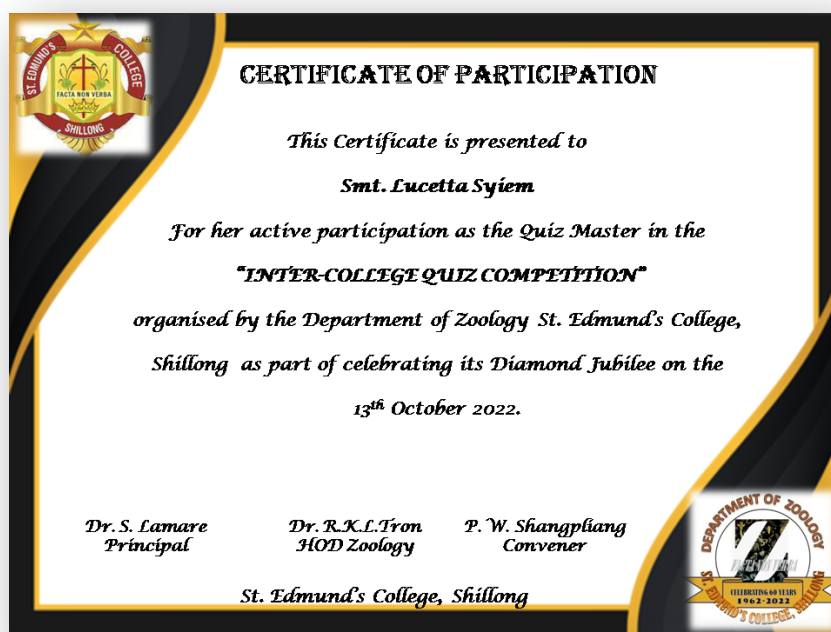 ST. EDMUND'S COLLEGE
FACTA NON VERBA
SHILLONG
CERTIFICATE OF PARTICIPATION
This Certificate is presented to
Smt. Lucetta Syiem
For her active participation as the Quiz Master in the
"INTER-COLLEGE QUIZ COMPETITION"
organised by the Department of Zoology St. Edmund's College,
Shillong as part of celebrating its Diamond Jubilee on the
13th October 2022.
Dr. S. Lamare Dr. R.K.L.Tron P. W. Shangpliang
Principal HOD Zoology Convener
St. Edmund's College, Shillong
DEPARTMENT OF ZOOLOGY
Z
CELEBRATING 60 YEARS
1962-2022
ST. EDMUND'S COLLEGE, SHILLONG